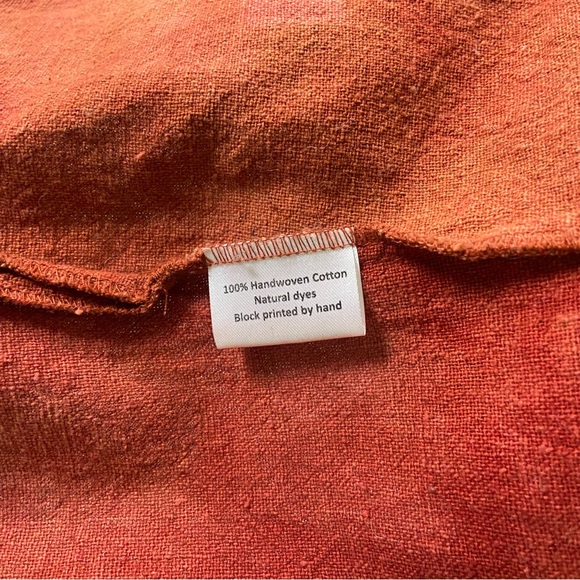 100% Handwoven Cotton
Natural dyes
Block printed by hand